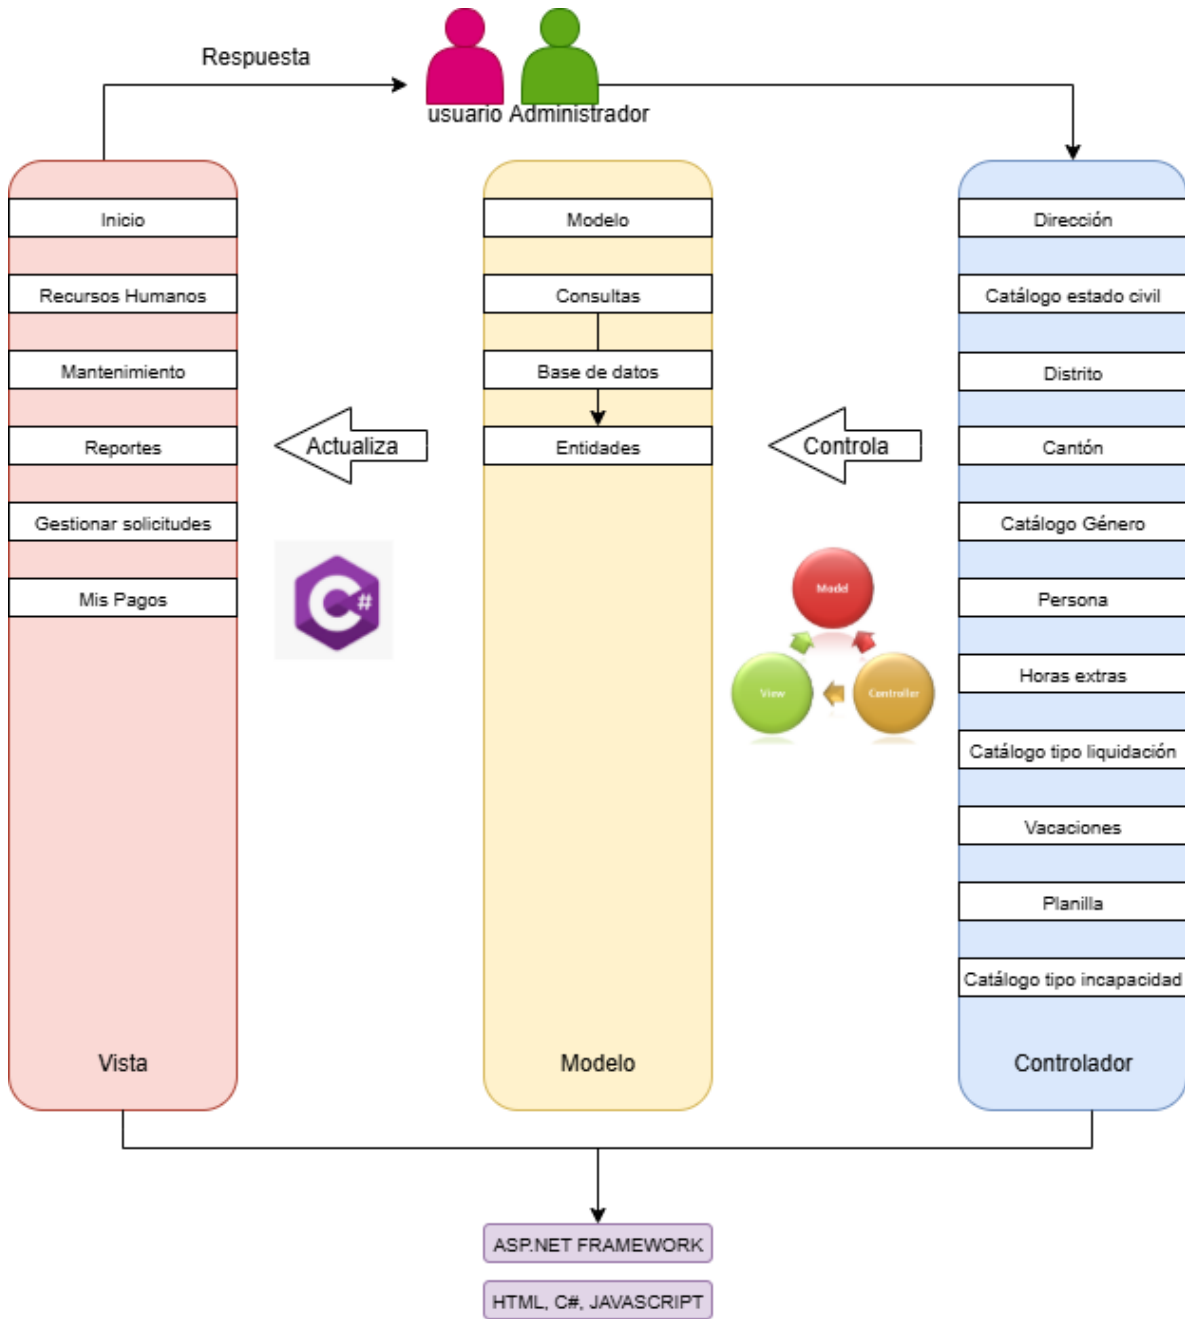 Respuesta
usuario Administrador
Inicio
Recursos Humanos
Mantenimiento
Reportes
Gestionar solicitudes
Mis Pagos
Vista
Actualiza
C#
Modelo
Consultas
Base de datos
Entidades
Modelo
Controla
Model
View
Controller
Dirección
Catálogo estado civil
Distrito
Cantón
Catálogo Género
Persona
Horas extras
Catálogo tipo liquidación
Vacaciones
Planilla
Catálogo tipo incapacidad
Controlador
ASP.NET FRAMEWORK
HTML, C#, JAVASCRIPT